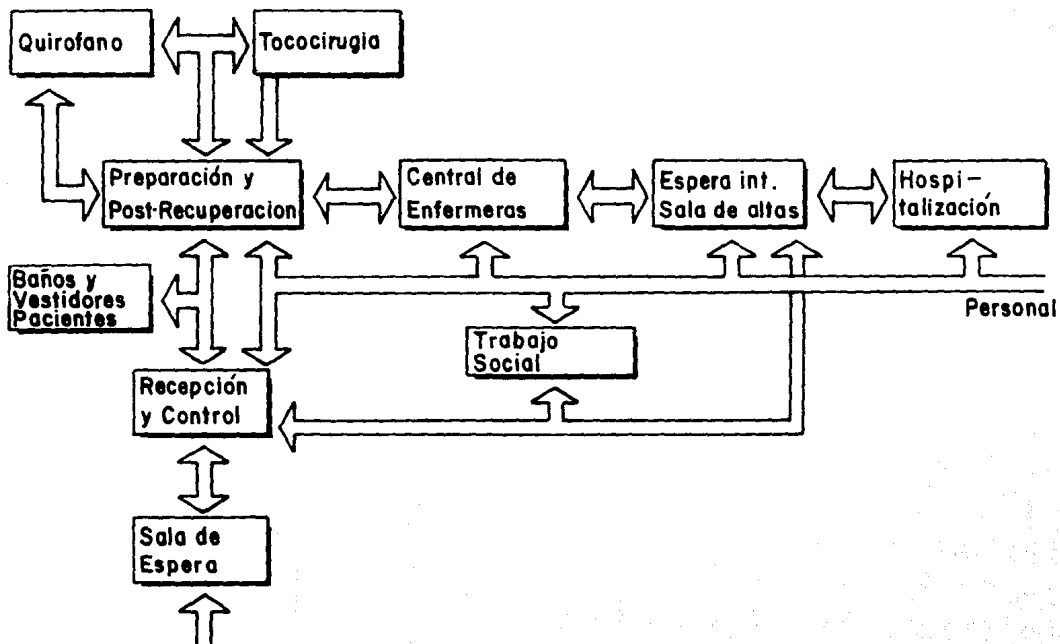 Quirofano
Tococirugia
Preparación y
Post-Recuperacion
Central de
Enfermeras
Espera int.
Sala de altas
Hospi-
talización
Baños y
Vestidores
Pacientes
Personal
Trabajo
Social
Recepción
y Control
Sala de
Espera